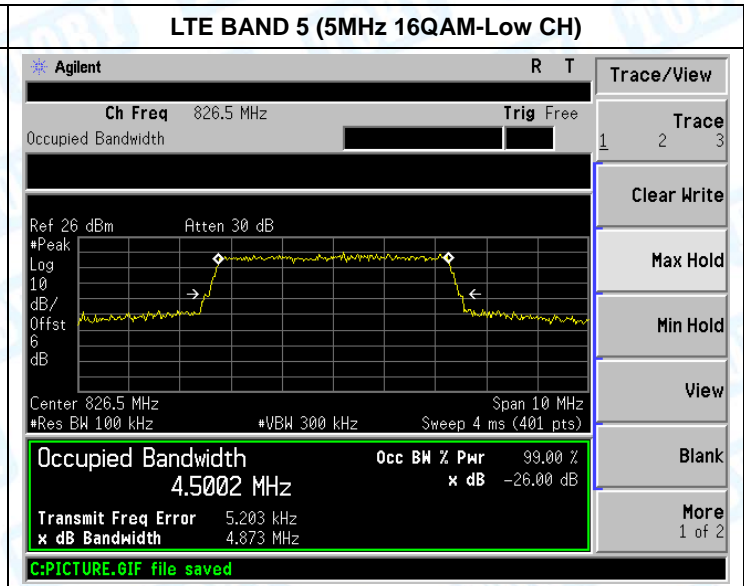 LTE BAND 5 (5MHz 16QAM-Low CH)
Agilent R T
Trace/View
Ch Freq 826.5 MHz Trig Free
Occupied Bandwidth
Trace
1 2 3
Clear Write
Ref 26 dBm Atten 30 dB
#Peak
Log
10
dB/
Offst
6
dB
Max Hold
Min Hold
View
Center 826.5 MHz Span 10 MHz
#Res BW 100 kHz #VBW 300 kHz Sweep 4 ms (401 pts)
Occupied Bandwidth
4.5002 MHz
Occ BW % Pwr 99.00 %
x dB -26.00 dB
Blank
Transmit Freq Error 5.203 kHz
x dB Bandwidth 4.873 MHz
More
1 of 2
C:PICTURE.GIF file saved